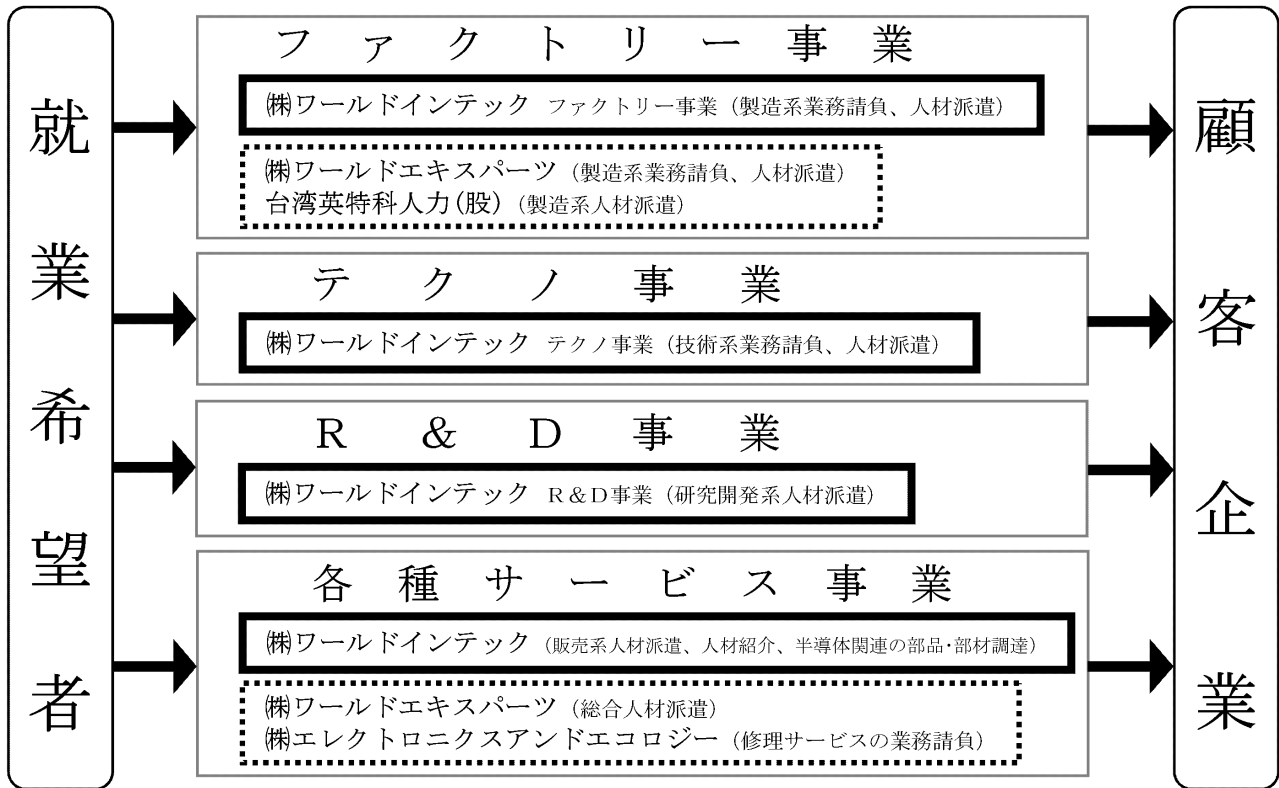 就業希望者
ファクトリー事業
㈱ワールドインテック ファクトリー事業（製造系業務請負、人材派遣）
㈱ワールドエキスパーツ（製造系業務請負、人材派遣）
台湾英特科人力(股)（製造系人材派遣）
テクノ事業
㈱ワールドインテック テクノ事業（技術系業務請負、人材派遣）
R＆D事業
㈱ワールドインテック R＆D事業（研究開発系人材派遣）
各種サービス事業
㈱ワールドインテック（販売系人材派遣、人材紹介、半導体関連の部品・部材調達）
㈱ワールドエキスパーツ（総合人材派遣）
㈱エレクトロニクスアンドエコロジー（修理サービスの業務請負）
顧客企業